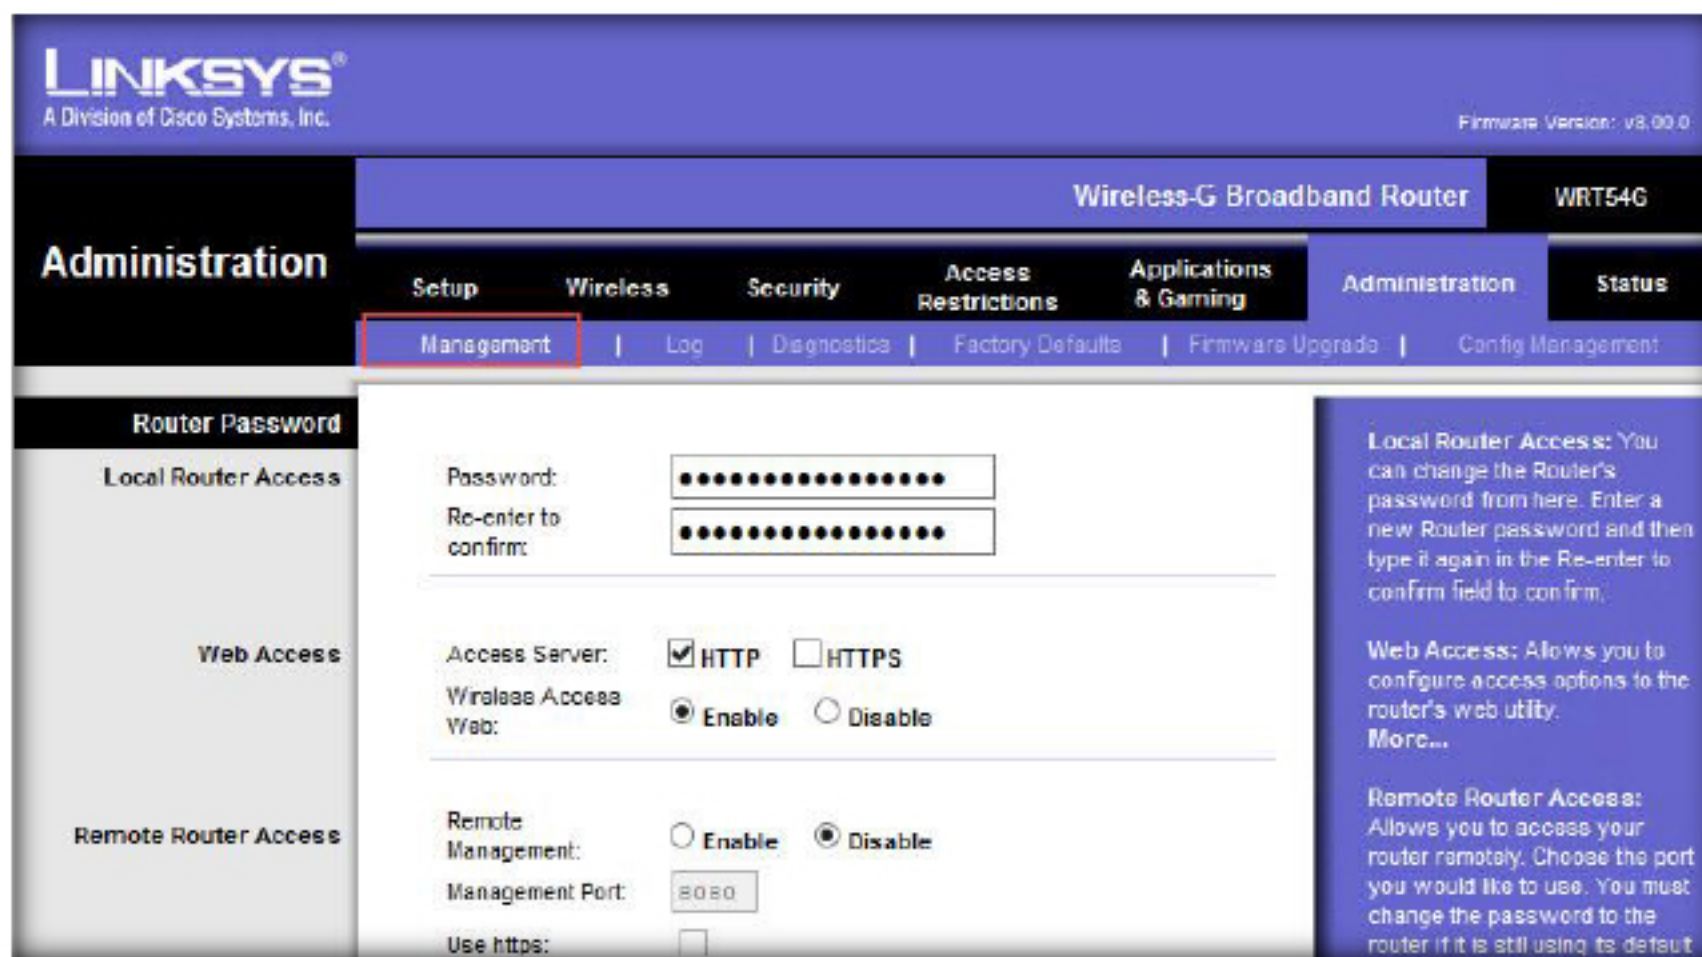 LINKSYS®
A Division of Cisco Systems, Inc.
Firmware Version: v8.00.0
Wireless-G Broadband Router
WRT54G
Administration
Setup
Wireless
Security
Access
Restrictions
Applications
& Gaming
Administration
Status
Management | Log | Diagnostics | Factory Defaults | Firmware Upgrade | Config Management
Router Password
Local Router Access
Password:
Re-enter to
confirm:
Web Access
Access Server: HTTP HTTPS
Wireless Access
Web:
Enable Disable
Remote Router Access
Remote
Management:
Enable Disable
Management Port: 8080
Use https:
Local Router Access: You
can change the Router's
password from here. Enter a
new Router password and then
type it again in the Re-enter to
confirm field to confirm.
Web Access: Allows you to
configure access options to the
router's web utility.
More...
Remote Router Access:
Allows you to access your
router remotely. Choose the port
you would like to use. You must
change the password to the
router if it is still using its default